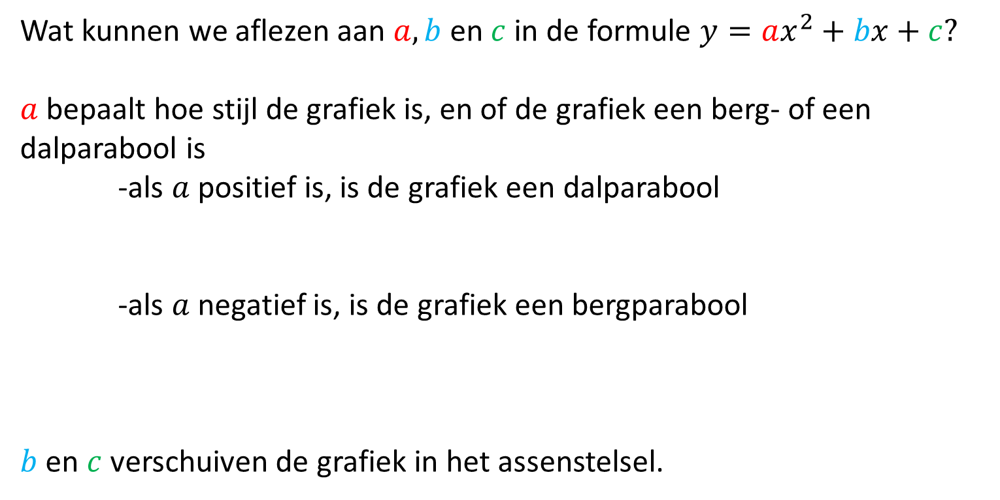 Wat kunnen we aflezen aan a, b en c in de formule y = ax² + bx + c?
a bepaalt hoe stijl de grafiek is, en of de grafiek een berg- of een
dalparabool is
-als a positief is, is de grafiek een dalparabool
-als a negatief is, is de grafiek een bergparabool
b en c verschuiven de grafiek in het assenstelsel.